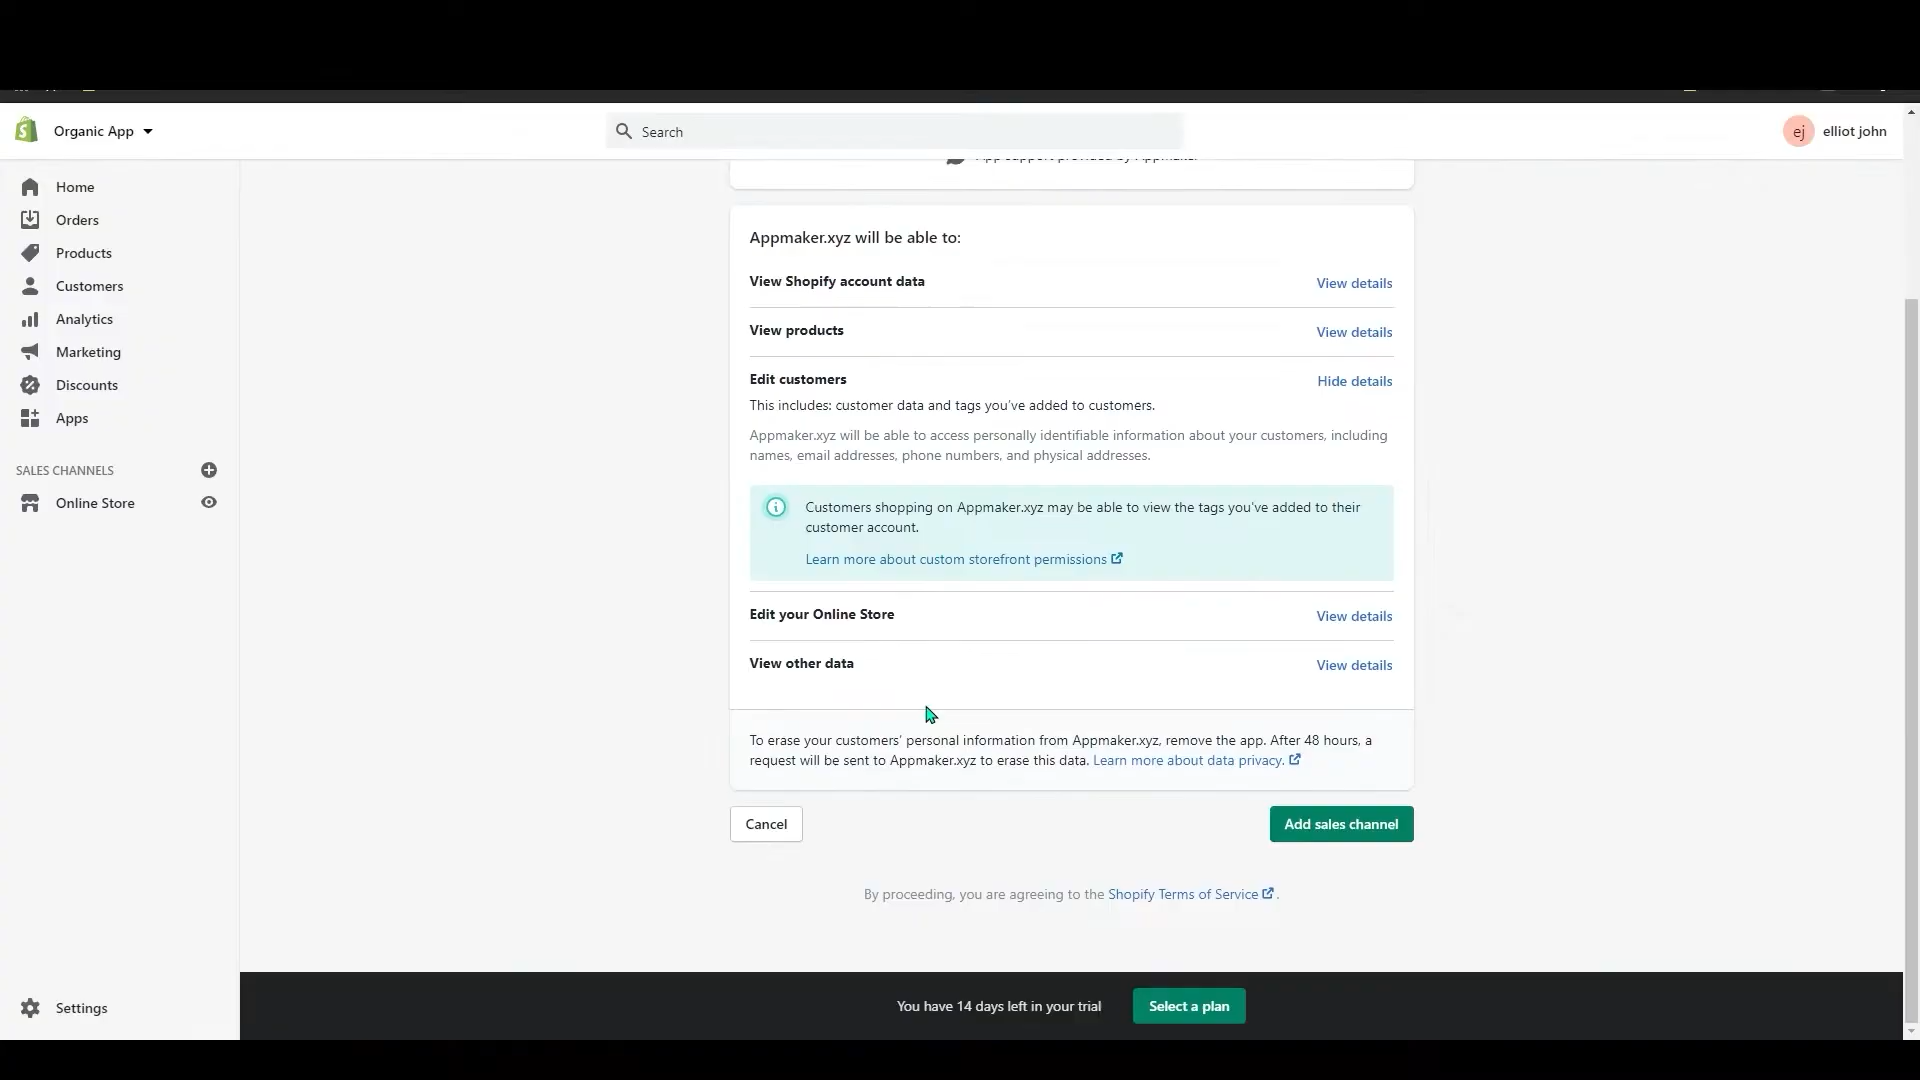 Organic App
Search
ej
elliot john
Home
Orders
Products
Customers
Analytics
Marketing
Discounts
Apps
SALES CHANNELS
Online Store
Settings
App support provided by Appmaker
Appmaker.xyz will be able to:
View Shopify account data
View details
View products
View details
Edit customers
Hide details
This includes: customer data and tags you've added to customers.
Appmaker.xyz will be able to access personally identifiable information about your customers, including
names, email addresses, phone numbers, and physical addresses.
Customers shopping on Appmaker.xyz may be able to view the tags you've added to their
customer account.
Learn more about custom storefront permissions
Edit your Online Store
View details
View other data
View details
To erase your customers' personal information from Appmaker.xyz, remove the app. After 48 hours, a
request will be sent to Appmaker.xyz to erase this data. Learn more about data privacy.
Cancel
Add sales channel
By proceeding, you are agreeing to the Shopify Terms of Service.
You have 14 days left in your trial
Select a plan